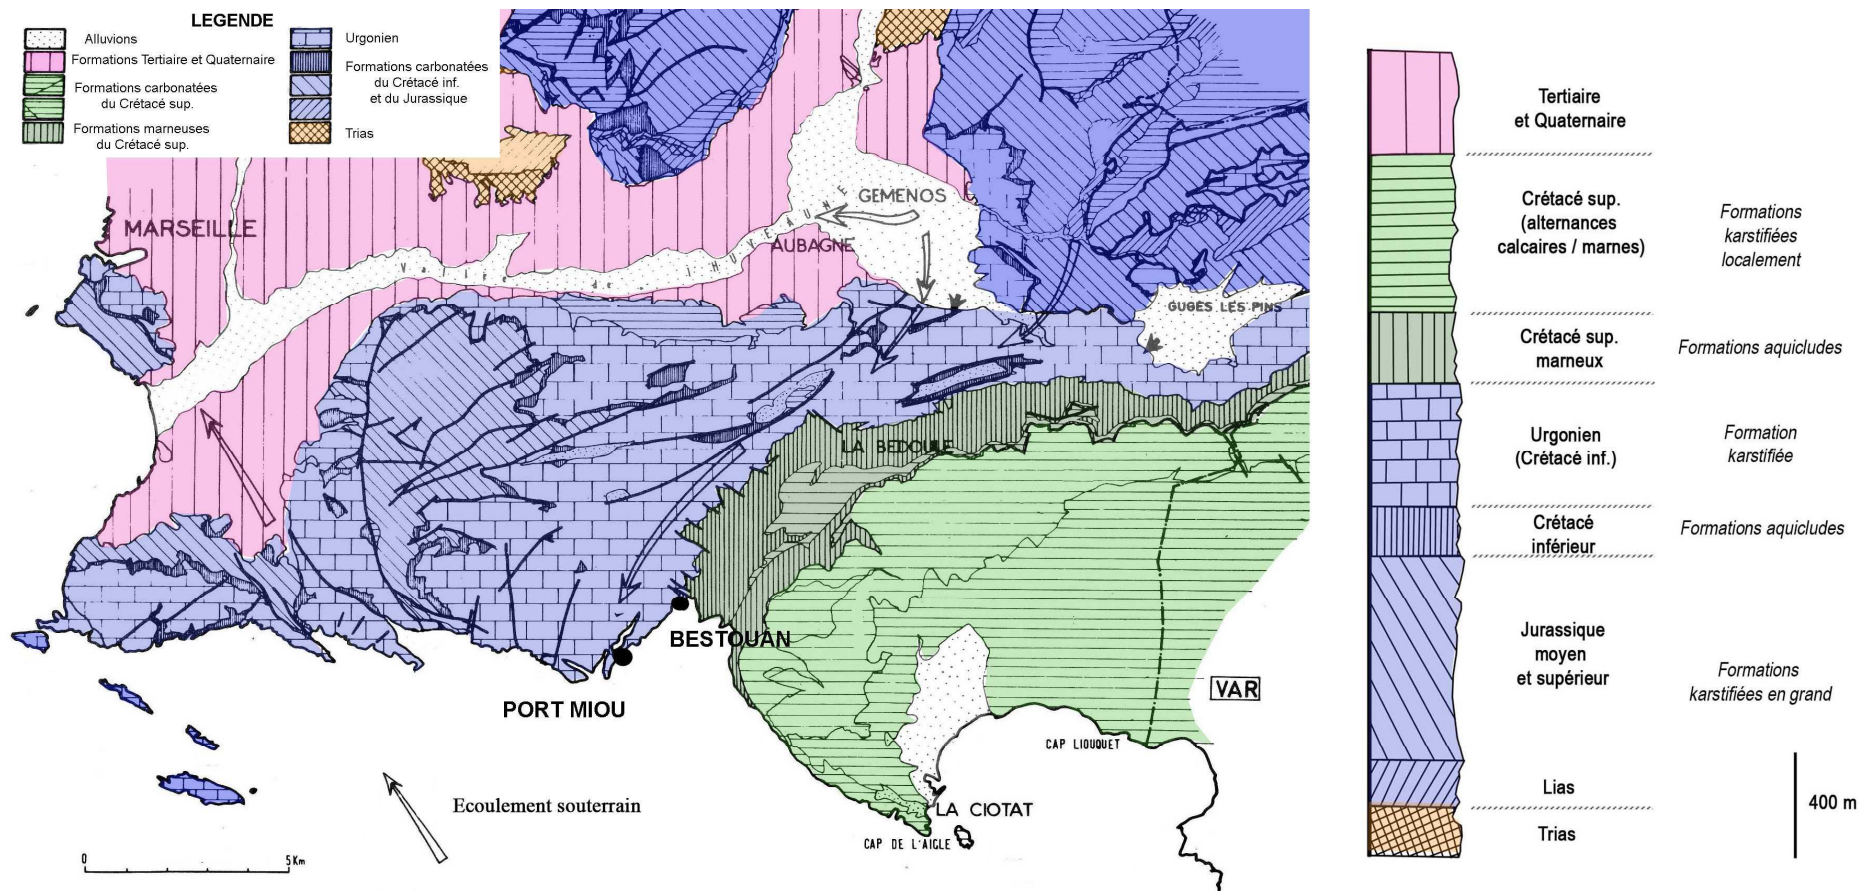 LEGENDE
Alluvions
Formations Tertiaire et Quaternaire
Formations carbonatées
du Crétacé sup.
Formations marneuses
du Crétacé sup.
Urgonien
Formations carbonatées
du Crétacé inf.
et du Jurassique
Trias
MARSEILLE
GEMENOS
AUBAGNE
Vallée de l'HUVEAUNE
CUGES LES PINS
LA BEDOULE
BESTOUAN
PORT MIOU
VAR
CAP LIOUQUET
LA CIOTAT
CAP DE L'AIGLE
Ecoulement souterrain
0 5 Km
Tertiaire
et Quaternaire
Crétacé sup.
(alternances
calcaires / marnes)
Formations
karstifiées
localement
Crétacé sup.
marneux
Formations aquicludes
Urgonien
(Crétacé inf.)
Formation
karstifiée
Crétacé
inférieur
Formations aquicludes
Jurassique
moyen
et supérieur
Formations
karstifiées en grand
Lias
Trias
400 m